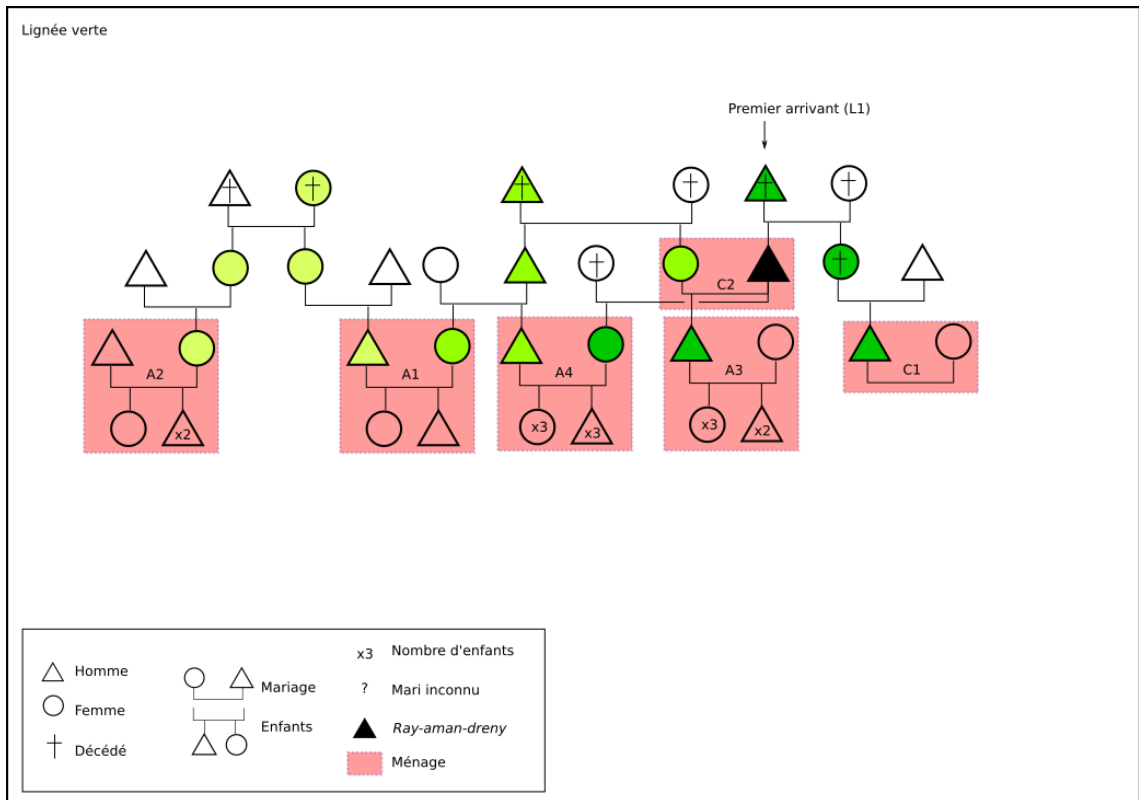 Lignée verte
Premier arrivant (L1)
C2
A2
A1
A4
A3
C1
x2
x3
x3
x3
x2
Homme
Femme
Décédé
Mariage
Enfants
x3 Nombre d'enfants
? Mari inconnu
Ray-aman-dreny
Ménage